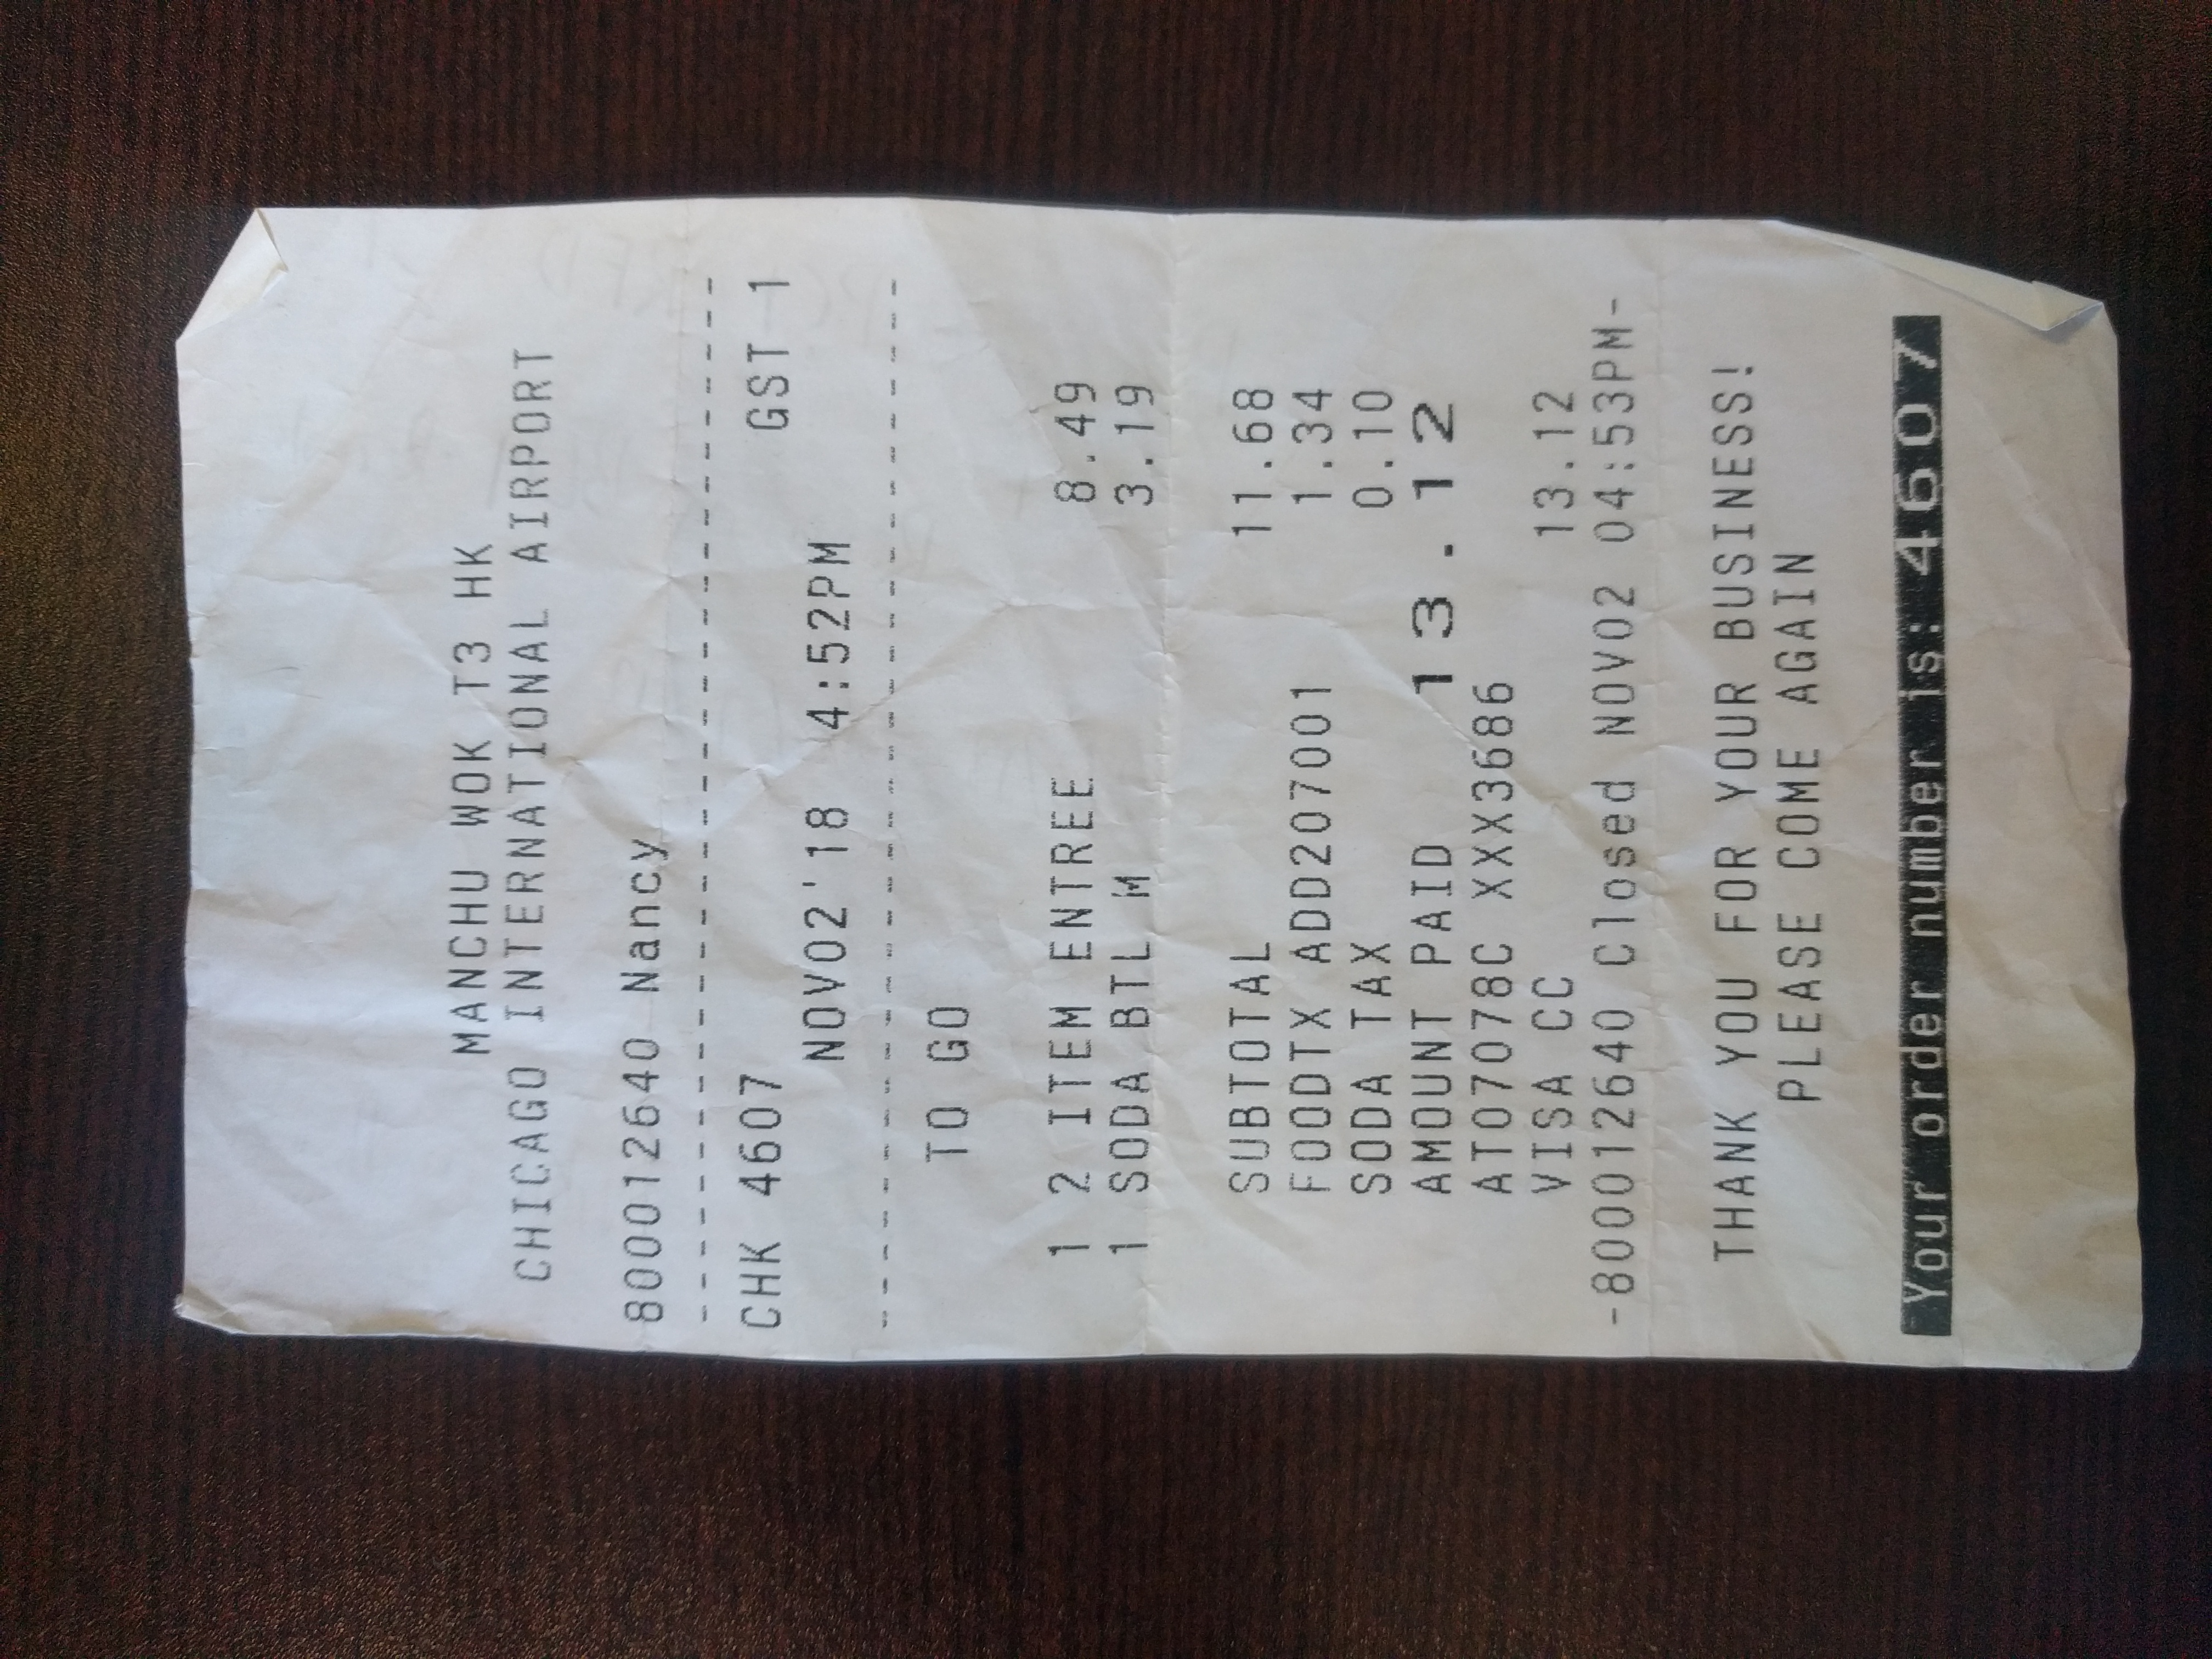 MANCHU WOK T3 HK
CHICAGO INTERNATIONAL AIRPORT
800012640 Nancy
--------------------------------
CHK 4607 GST 1
NOV02'18 4:52PM
--------------------------------
TO GO
1 2 ITEM ENTREE 8.49
1 SODA BTL M 3.19
SUBTOTAL 11.68
FOODTX ADD207001 1.34
SODA TAX 0.10
AMOUNT PAID 13.12
AT07078C XXX3686
VISA CC 13.12
-800012640 Closed NOV02 04:53PM-
THANK YOU FOR YOUR BUSINESS!
PLEASE COME AGAIN
Your order number is: 4607